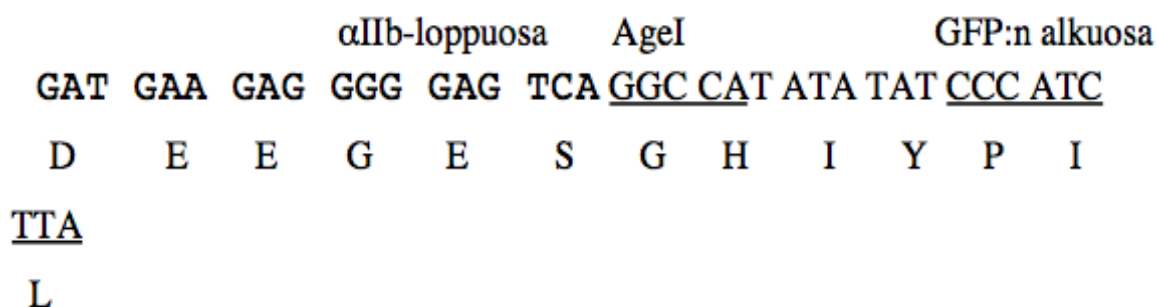 αIIb-loppuosa AgeI GFP:n alkuosa
GAT GAA GAG GGG GAG TCA GGC CAT ATA TAT CCC ATC
D E E G E S G H I Y P I
TTA
L